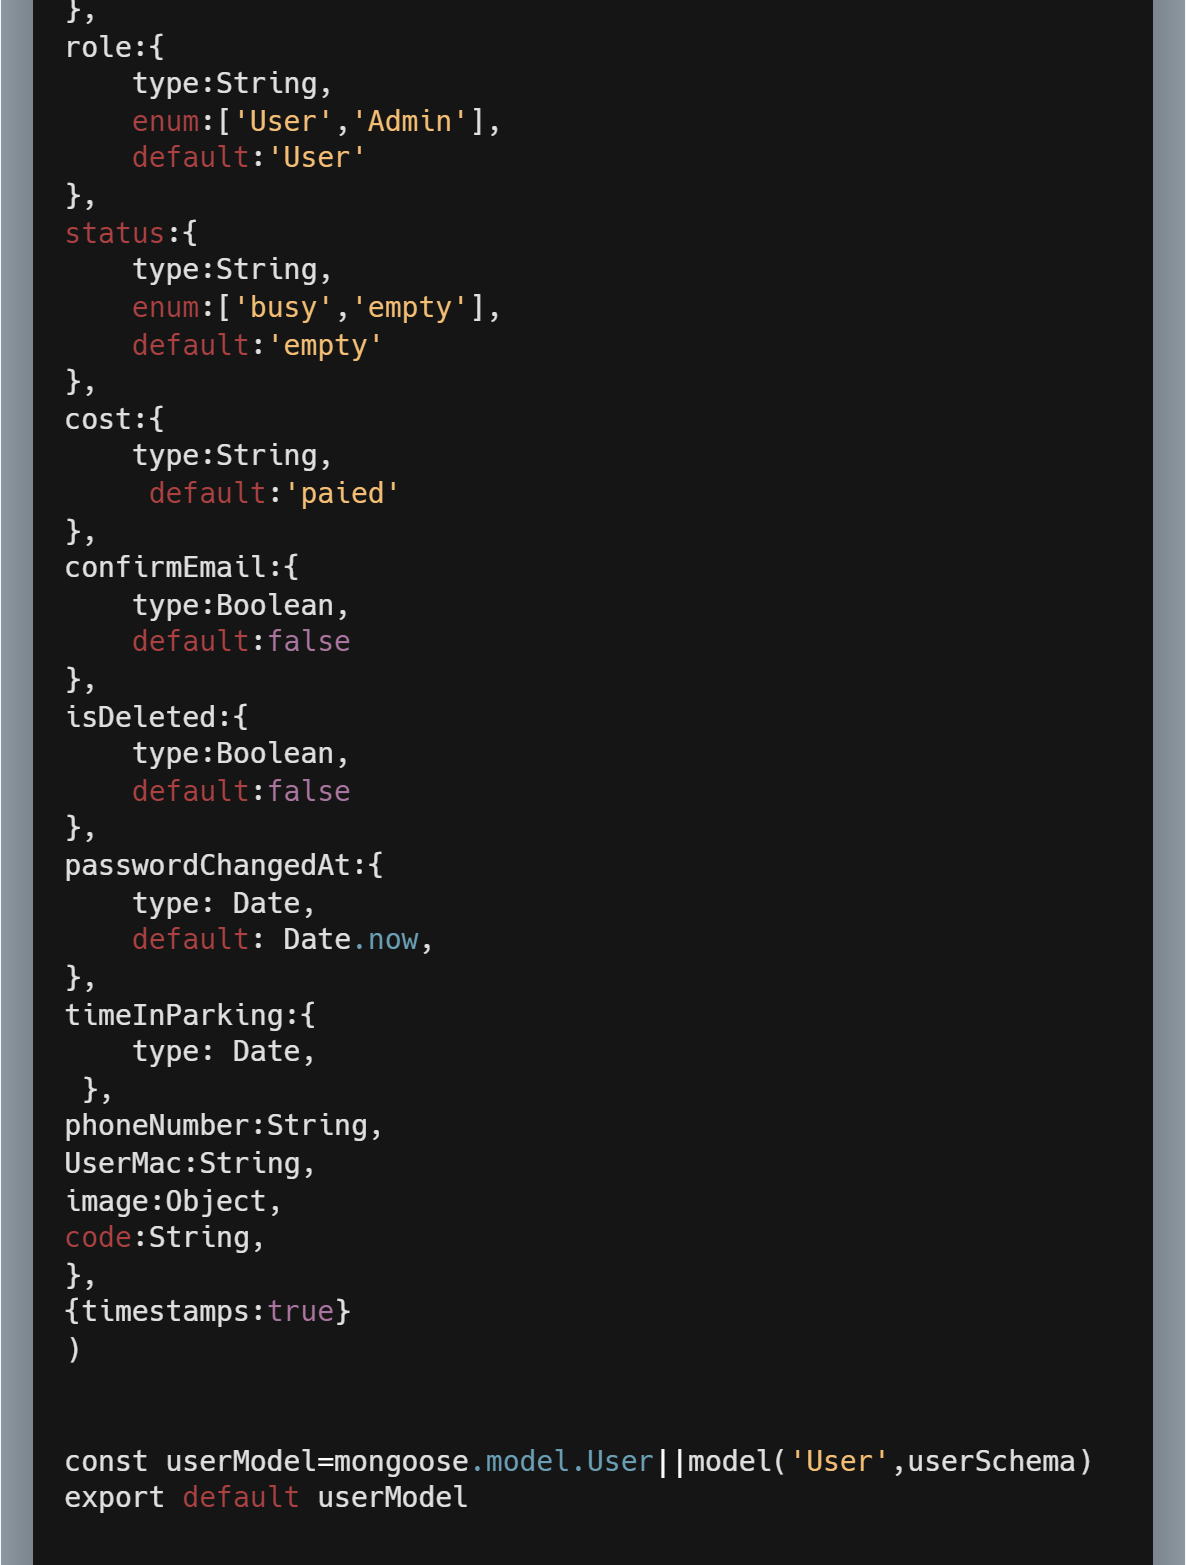 },
role:{
    type:String,
    enum:['User','Admin'],
    default:'User'
},
status:{
    type:String,
    enum:['busy','empty'],
    default:'empty'
},
cost:{
    type:String,
     default:'paied'
},
confirmEmail:{
    type:Boolean,
    default:false
},
isDeleted:{
    type:Boolean,
    default:false
},
passwordChangedAt:{
    type: Date,
    default: Date.now,
},
timeInParking:{
    type: Date,
 },
phoneNumber:String,
UserMac:String,
image:Object,
code:String,
},
{timestamps:true}
)
const userModel=mongoose.model.User||model('User',userSchema)
export default userModel